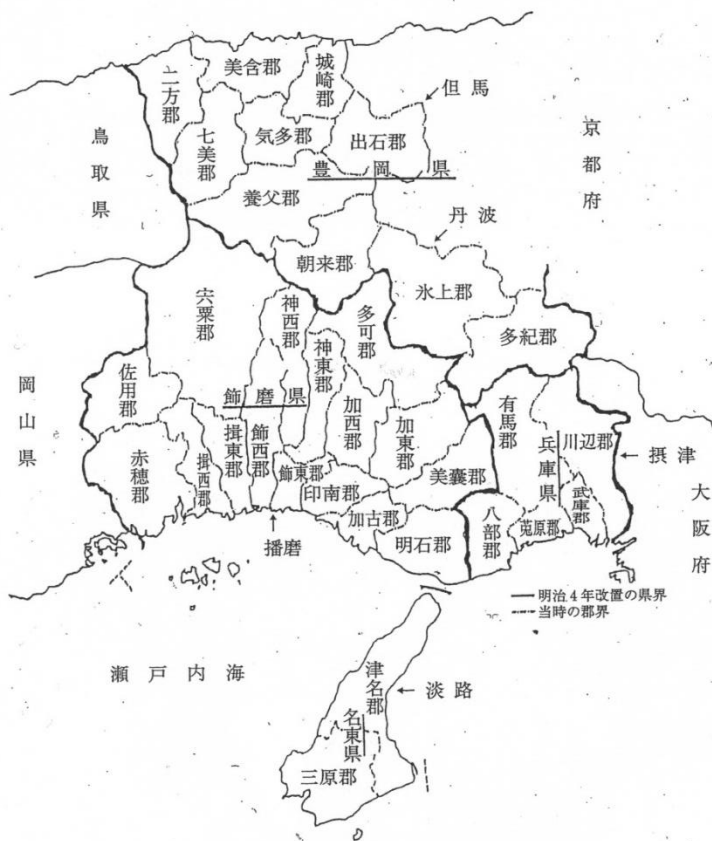 美含郡
城崎郡
二方郡
但馬
七美郡
気多郡
出石郡
鳥取県
京都府
豊岡県
養父郡
丹波
朝来郡
氷上郡
宍粟郡
神西郡
多可郡
多紀郡
神東郡
佐用郡
岡山県
飾磨県
有馬郡
加西郡
加東郡
兵庫県
川辺郡
赤穂郡
揖西郡
揖東郡
飾西郡
飾東郡
美嚢郡
摂津
印南郡
武庫郡
大阪府
加古郡
八部郡
菟原郡
播磨
明石郡
明治4年改置の県界
当時の郡界
瀬戸内海
津名郡
淡路
名東県
三原郡